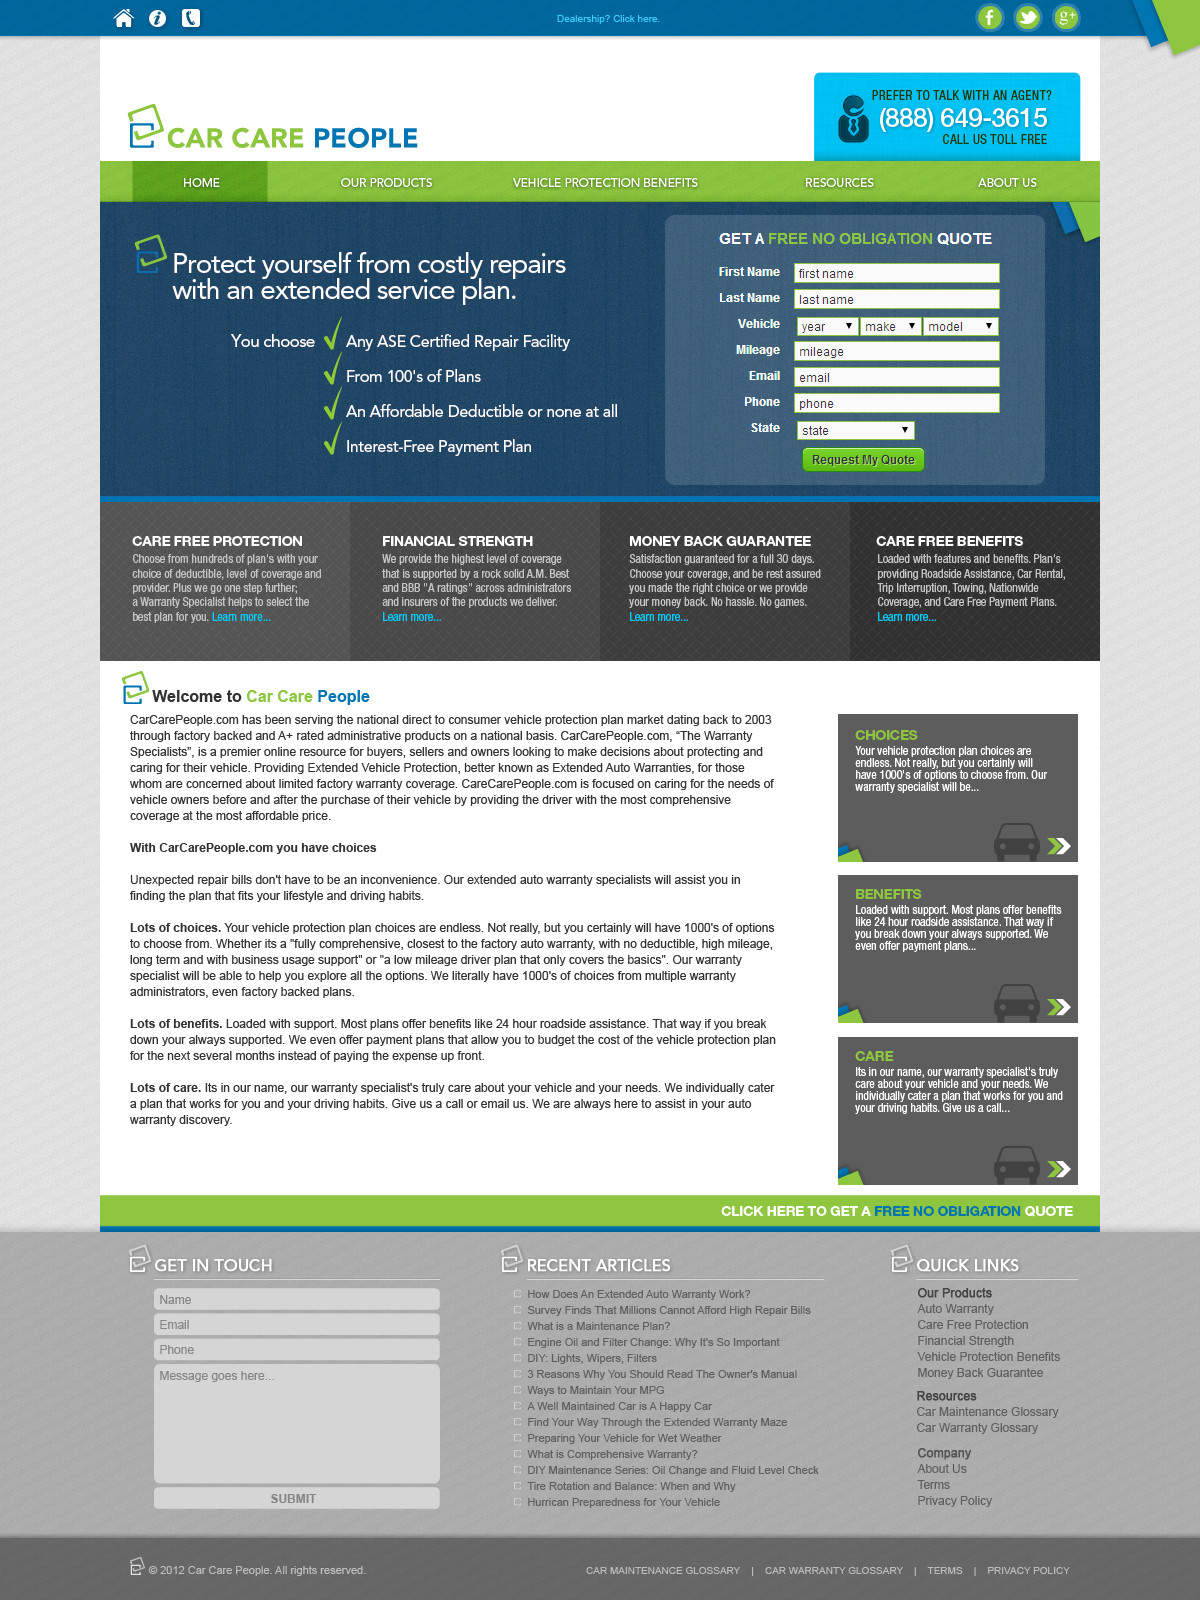 Dealership? Click here.
PREFER TO TALK WITH AN AGENT?
(888) 649-3615
CALL US TOLL FREE
CAR CARE PEOPLE
HOME
OUR PRODUCTS
VEHICLE PROTECTION BENEFITS
RESOURCES
ABOUT US
Protect yourself from costly repairs
with an extended service plan.
You choose
Any ASE Certified Repair Facility
From 100's of Plans
An Affordable Deductible or none at all
Interest-Free Payment Plan
GET A FREE NO OBLIGATION QUOTE
First Name first name
Last Name last name
Vehicle year make model
Mileage mileage
Email email
Phone phone
State state
Request My Quote
CARE FREE PROTECTION
Choose from hundreds of plan's with your
choice of deductible, level of coverage and
provider. Plus we go one step further;
a Warranty Specialist helps to select the
best plan for you. Learn more...
FINANCIAL STRENGTH
We provide the highest level of coverage
that is supported by a rock solid A.M. Best
and BBB "A ratings" across administrators
and insurers of the products we deliver.
Learn more...
MONEY BACK GUARANTEE
Satisfaction guaranteed for a full 30 days.
Choose your coverage, and be rest assured
you made the right choice or we provide
your money back. No hassle. No games.
Learn more...
CARE FREE BENEFITS
Loaded with features and benefits. Plan's
providing Roadside Assistance, Car Rental,
Trip Interruption, Towing, Nationwide
Coverage, and Care Free Payment Plans.
Learn more...
Welcome to Car Care People
CarCarePeople.com has been serving the national direct to consumer vehicle protection plan market dating back to 2003
through factory backed and A+ rated administrative products on a national basis. CarCarePeople.com, “The Warranty
Specialists”, is a premier online resource for buyers, sellers and owners looking to make decisions about protecting and
caring for their vehicle. Providing Extended Vehicle Protection, better known as Extended Auto Warranties, for those
whom are concerned about limited factory warranty coverage. CareCarePeople.com is focused on caring for the needs of
vehicle owners before and after the purchase of their vehicle by providing the driver with the most comprehensive
coverage at the most affordable price.
With CarCarePeople.com you have choices
Unexpected repair bills don't have to be an inconvenience. Our extended auto warranty specialists will assist you in
finding the plan that fits your lifestyle and driving habits.
Lots of choices. Your vehicle protection plan choices are endless. Not really, but you certainly will have 1000's of options
to choose from. Whether its a "fully comprehensive, closest to the factory auto warranty, with no deductible, high mileage,
long term and with business usage support" or "a low mileage driver plan that only covers the basics". Our warranty
specialist will be able to help you explore all the options. We literally have 1000's of choices from multiple warranty
administrators, even factory backed plans.
Lots of benefits. Loaded with support. Most plans offer benefits like 24 hour roadside assistance. That way if you break
down your always supported. We even offer payment plans that allow you to budget the cost of the vehicle protection plan
for the next several months instead of paying the expense up front.
Lots of care. Its in our name, our warranty specialist's truly care about your vehicle and your needs. We individually cater
a plan that works for you and your driving habits. Give us a call or email us. We are always here to assist in your auto
warranty discovery.
CHOICES
Your vehicle protection plan choices are
endless. Not really, but you certainly will
have 1000's of options to choose from. Our
warranty specialist will be...
BENEFITS
Loaded with support. Most plans offer benefits
like 24 hour roadside assistance. That way if
you break down your always supported. We
even offer payment plans...
CARE
Its in our name, our warranty specialist's truly
care about your vehicle and your needs. We
individually cater a plan that works for you and
your driving habits. Give us a call...
CLICK HERE TO GET A FREE NO OBLIGATION QUOTE
GET IN TOUCH
Name
Email
Phone
Message goes here...
SUBMIT
RECENT ARTICLES
How Does An Extended Auto Warranty Work?
Survey Finds That Millions Cannot Afford High Repair Bills
What is a Maintenance Plan?
Engine Oil and Filter Change: Why It's So Important
DIY: Lights, Wipers, Filters
3 Reasons Why You Should Read The Owner's Manual
Ways to Maintain Your MPG
A Well Maintained Car is A Happy Car
Find Your Way Through the Extended Warranty Maze
Preparing Your Vehicle for Wet Weather
What is Comprehensive Warranty?
DIY Maintenance Series: Oil Change and Fluid Level Check
Tire Rotation and Balance: When and Why
Hurrican Preparedness for Your Vehicle
QUICK LINKS
Our Products
Auto Warranty
Care Free Protection
Financial Strength
Vehicle Protection Benefits
Money Back Guarantee
Resources
Car Maintenance Glossary
Car Warranty Glossary
Company
About Us
Terms
Privacy Policy
© 2012 Car Care People. All rights reserved.
CAR MAINTENANCE GLOSSARY | CAR WARRANTY GLOSSARY | TERMS | PRIVACY POLICY